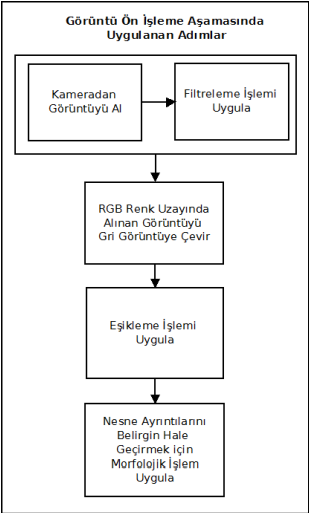 Görüntü Ön İşleme Aşamasında
Uygulanan Adımlar
Kameradan
Görüntüyü Al
Filtreleme İşlemi
Uygula
RGB Renk Uzayında
Alınan Görüntüyü
Gri Görüntüye Çevir
Eşikleme İşlemi
Uygula
Nesne Ayrıntılarını
Belirgin Hale
Geçirmek için
Morfolojik İşlem
Uygula